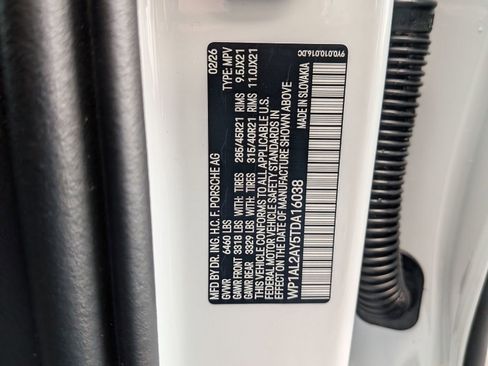 MFD BY DR. ING. H.C. F. PORSCHE AG 02/26
GVWR 6460 LBS TYPE: MPV
GAWR FRONT 3318 LBS WITH TIRES 285/45R21 RIMS 9.5JX21
GAWR REAR 3329 LBS WITH TIRES 315/40R21 RIMS 11.0JX21
THIS VEHICLE CONFORMS TO ALL APPLICABLE U.S.
FEDERAL MOTOR VEHICLE SAFETY STANDARDS IN
EFFECT ON THE DATE OF MANUFACTURE SHOWN ABOVE
WP1AL2AY5TDA16038
MADE IN SLOVAKIA
9Y0.010.016.DC